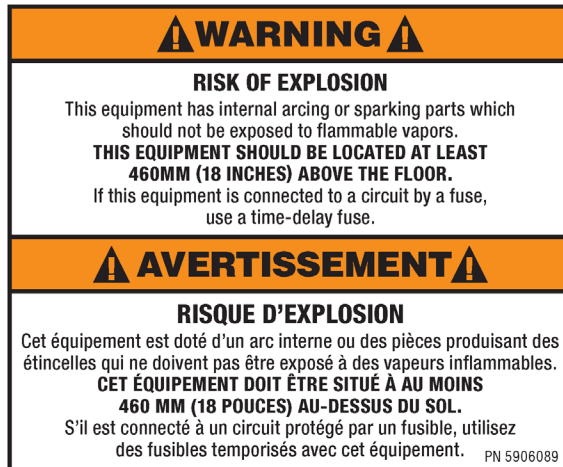 WARNING
RISK OF EXPLOSION
This equipment has internal arcing or sparking parts which
should not be exposed to flammable vapors.
THIS EQUIPMENT SHOULD BE LOCATED AT LEAST
460MM (18 INCHES) ABOVE THE FLOOR.
If this equipment is connected to a circuit by a fuse,
use a time-delay fuse.
AVERTISSEMENT
RISQUE D'EXPLOSION
Cet équipement est doté d'un arc interne ou des pièces produisant des
étincelles qui ne doivent pas être exposé à des vapeurs inflammables.
CET ÉQUIPEMENT DOIT ÊTRE SITUÉ À AU MOINS
460 MM (18 POUCES) AU-DESSUS DU SOL.
S'il est connecté à un circuit protégé par un fusible, utilisez
des fusibles temporisés avec cet équipement. PN 5906089